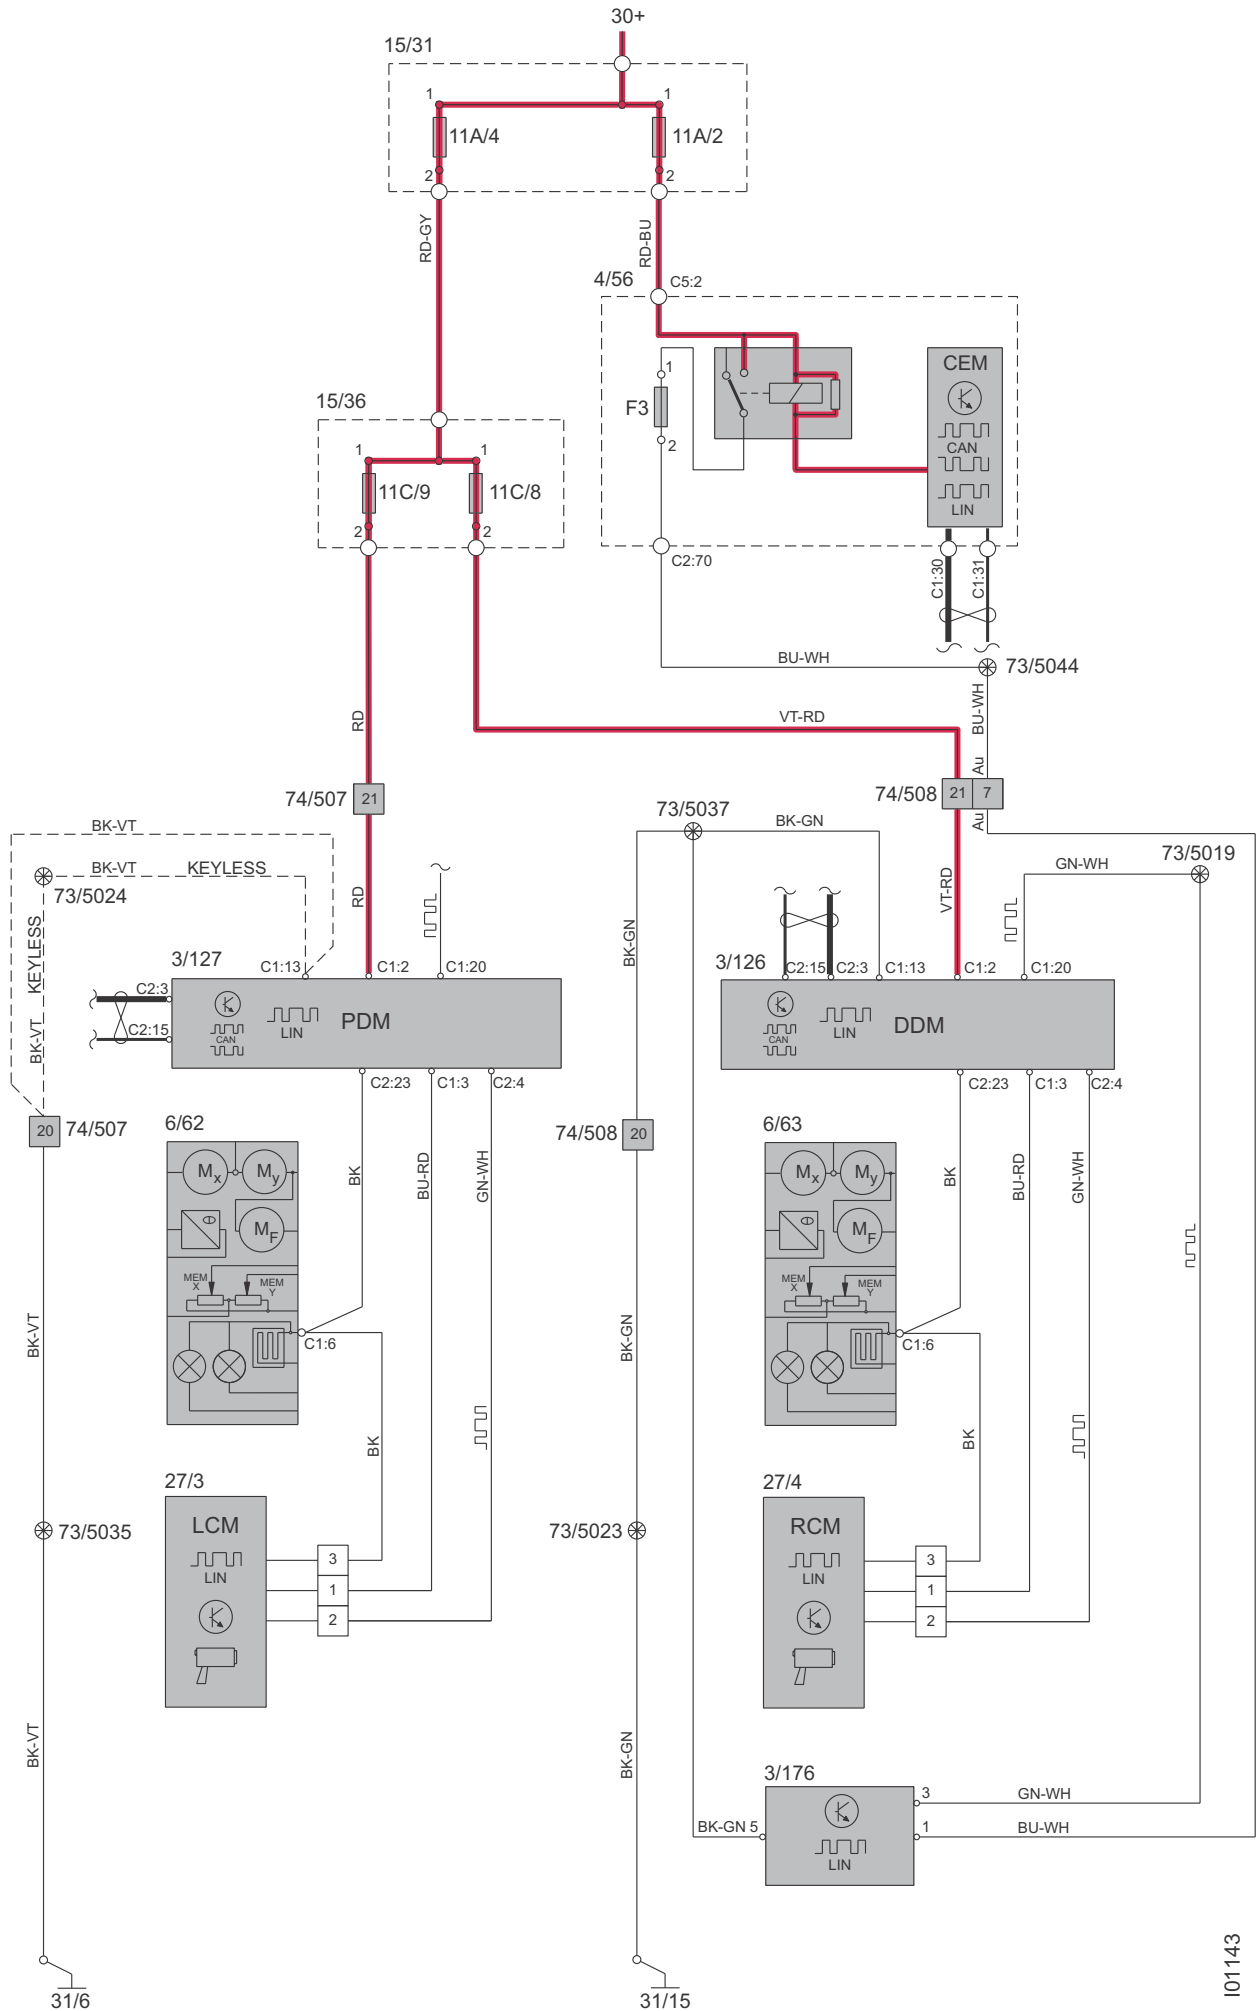 30+
15/31
1
1
11A/4
11A/2
2
2
RD-GY
RD-BU
4/56
C5:2
CEM
CAN
LIN
1
F3
2
15/36
1
1
11C/9
11C/8
2
2
C2:70
C1:30
C1:31
BU-WH
73/5044
BU-WH
RD
VT-RD
Au
74/507
21
74/508
21
7
Au
BK-VT
73/5037
BK-GN
73/5019
BK-VT
KEYLESS
GN-WH
73/5024
RD
VT-RD
KEYLESS
BK-VT
BK-GN
3/127
C1:13
C1:2
C1:20
3/126
C2:15
C2:3
C1:13
C1:2
C1:20
C2:3
C2:15
CAN
LIN
PDM
CAN
LIN
DDM
C2:23
C1:3
C2:4
C2:23
C1:3
C2:4
20
74/507
6/62
74/508
20
6/63
Mx
My
MF
MEM X
MEM Y
C1:6
BK
BU-RD
GN-WH
Mx
My
MF
MEM X
MEM Y
C1:6
BK
BU-RD
GN-WH
BK-VT
BK-GN
BK
BK
27/3
27/4
LCM
LIN
3
1
2
RCM
LIN
3
1
2
73/5035
73/5023
BK-VT
BK-GN
3/176
LIN
3
GN-WH
BK-GN 5
1
BU-WH
31/6
31/15
I01143